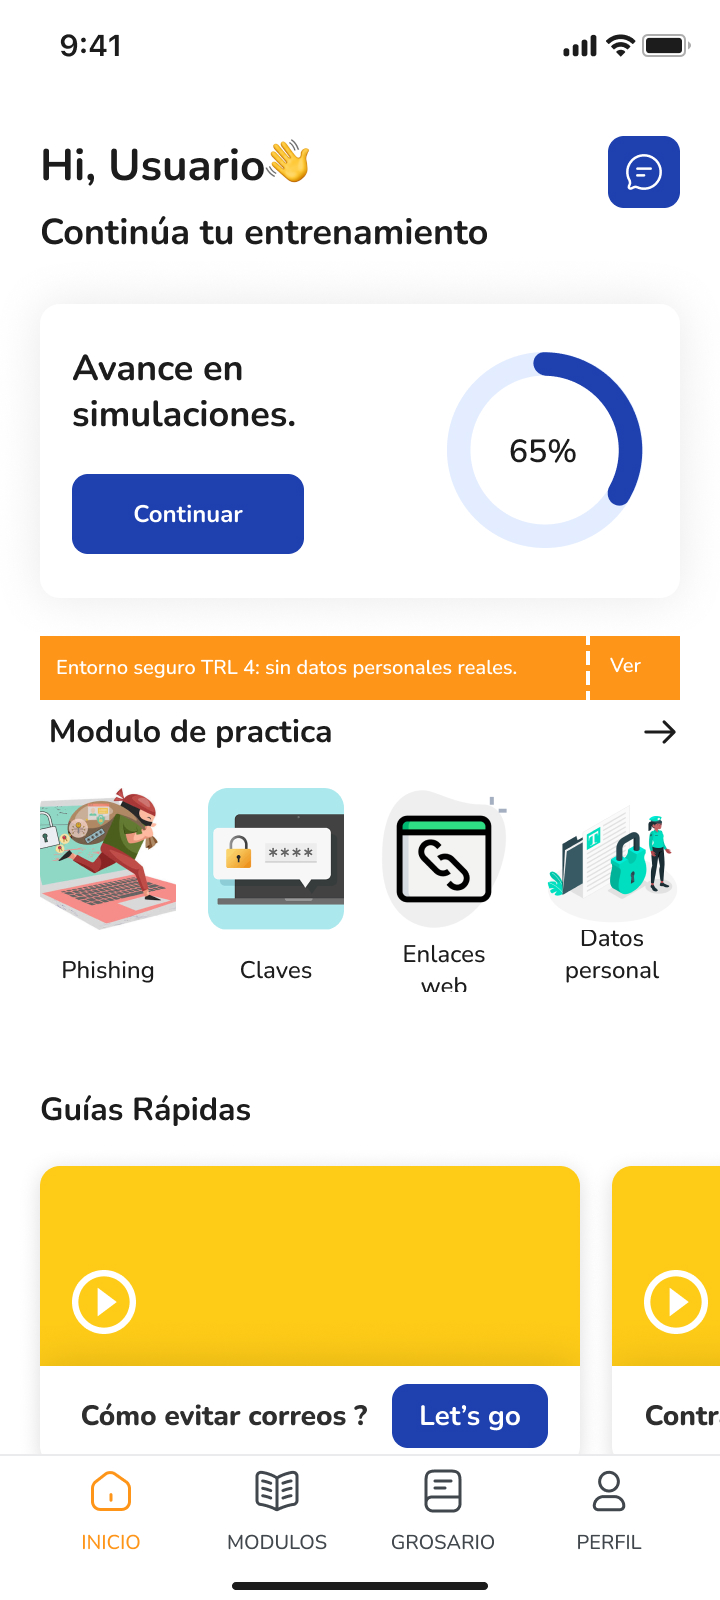 9:41
Hi, Usuario👋
Continúa tu entrenamiento
Avance en
simulaciones.
65%
Continuar
Entorno seguro TRL 4: sin datos personales reales.
Ver
Modulo de practica
****
Phishing
Claves
Enlaces
web
Datos
personal
Guías Rápidas
Cómo evitar correos ?
Let's go
Contr
INICIO
MODULOS
GROSARIO
PERFIL